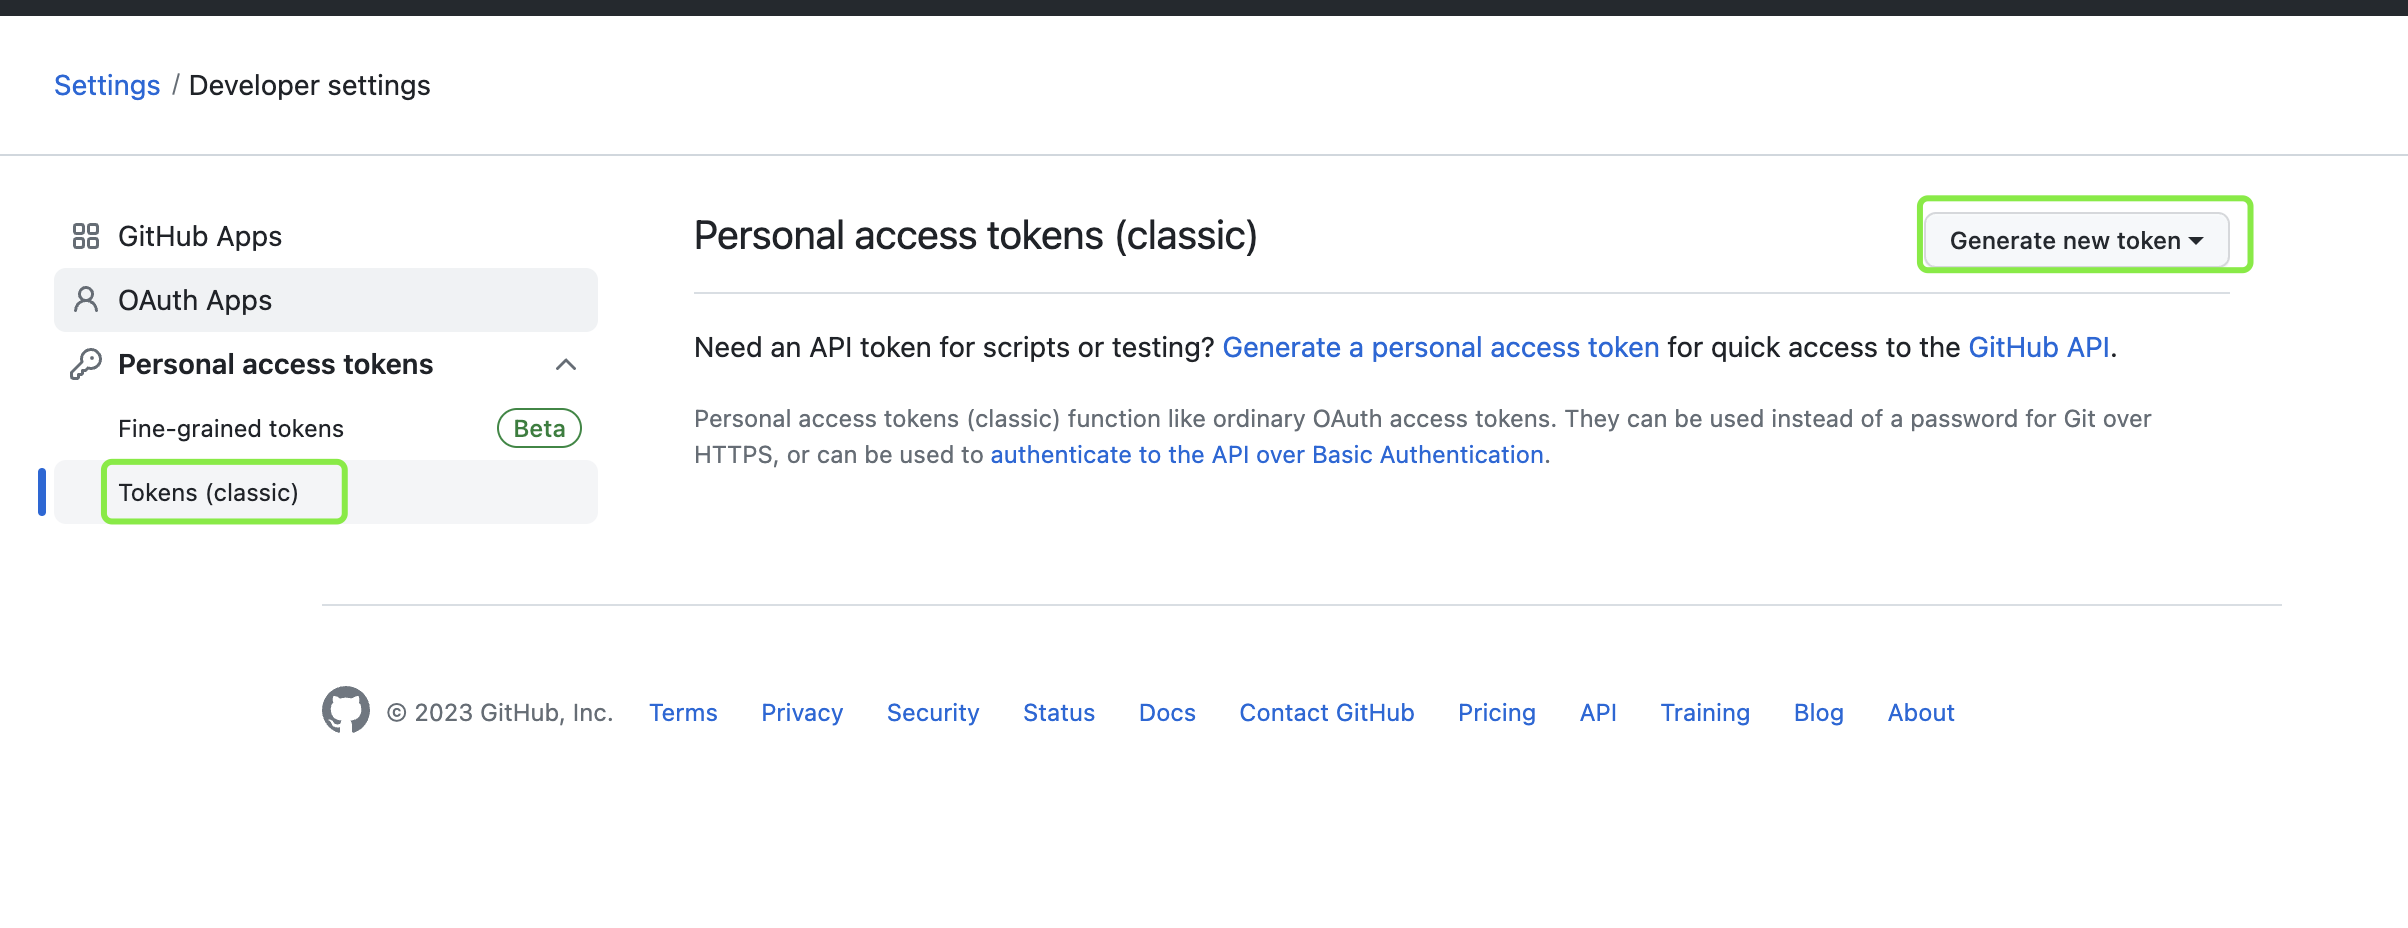 Settings / Developer settings
GitHub Apps
OAuth Apps
Personal access tokens
Fine-grained tokens Beta
Tokens (classic)
Personal access tokens (classic)
Generate new token
Need an API token for scripts or testing? Generate a personal access token for quick access to the GitHub API.
Personal access tokens (classic) function like ordinary OAuth access tokens. They can be used instead of a password for Git over
HTTPS, or can be used to authenticate to the API over Basic Authentication.
© 2023 GitHub, Inc. Terms Privacy Security Status Docs Contact GitHub Pricing API Training Blog About